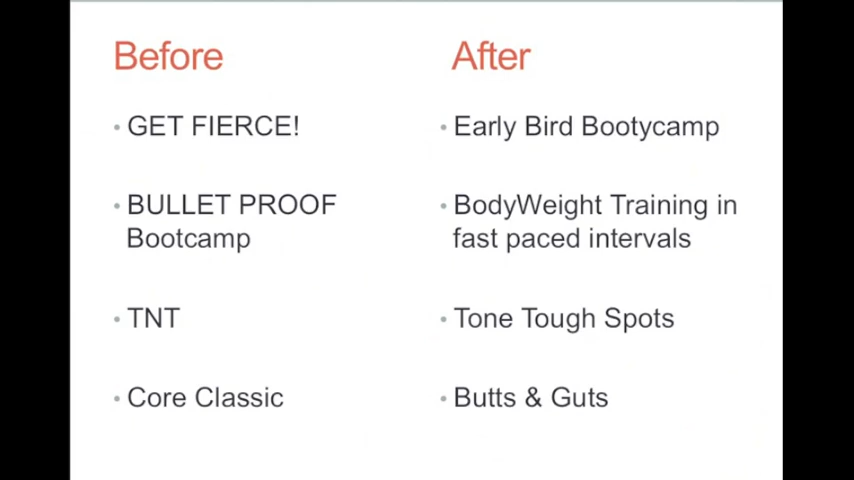 Before
After
• GET FIERCE!
• Early Bird Bootycamp
• BULLET PROOF
Bootcamp
• BodyWeight Training in
fast paced intervals
• TNT
• Tone Tough Spots
• Core Classic
• Butts & Guts